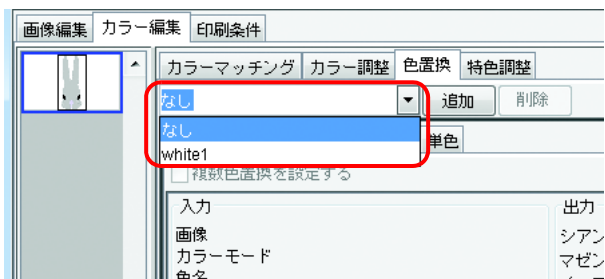 画像編集 カラー編集 印刷条件
カラーマッチング カラー調整 色置換 特色調整
なし 追加 削除
なし
white1
単色
複数色置換を設定する
入力 出力
画像 シアン
カラーモード マゼン
色名